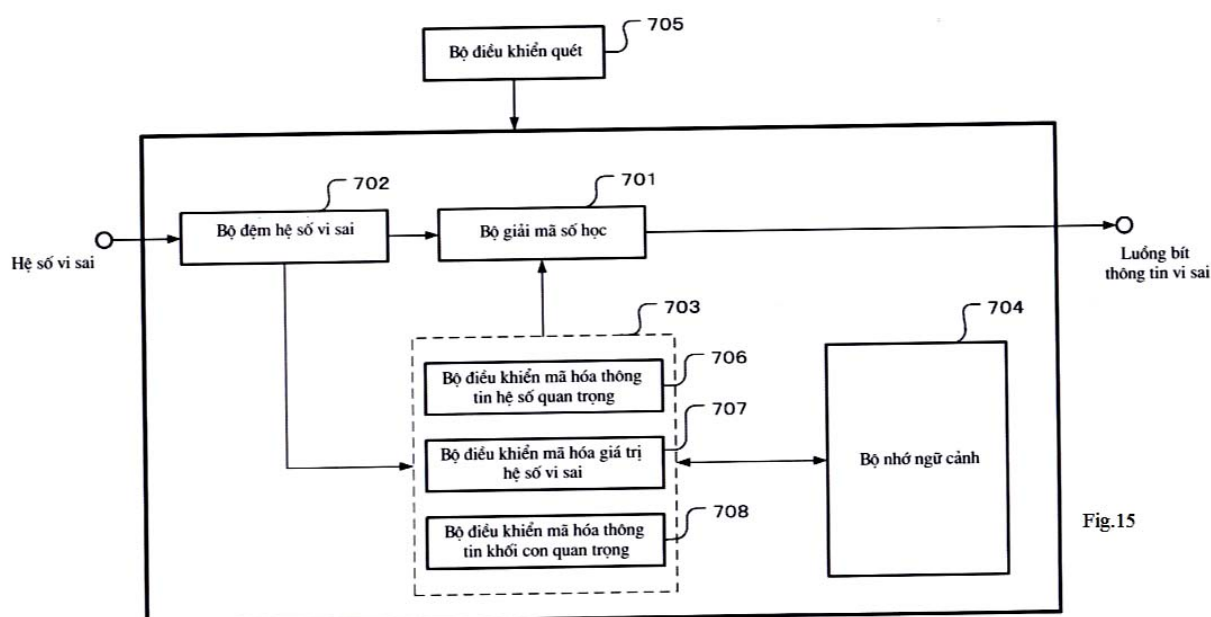 705
Bộ điều khiển quét
702
701
Bộ đệm hệ số vi sai
Bộ giải mã số học
Hệ số vi sai
Luồng bít
thông tin vi sai
703
704
706
Bộ điều khiển mã hóa thông
tin hệ số quan trọng
707
Bộ điều khiển mã hóa giá trị
hệ số vi sai
Bộ nhớ ngữ cảnh
708
Bộ điều khiển mã hóa thông
tin khối con quan trọng
Fig.15